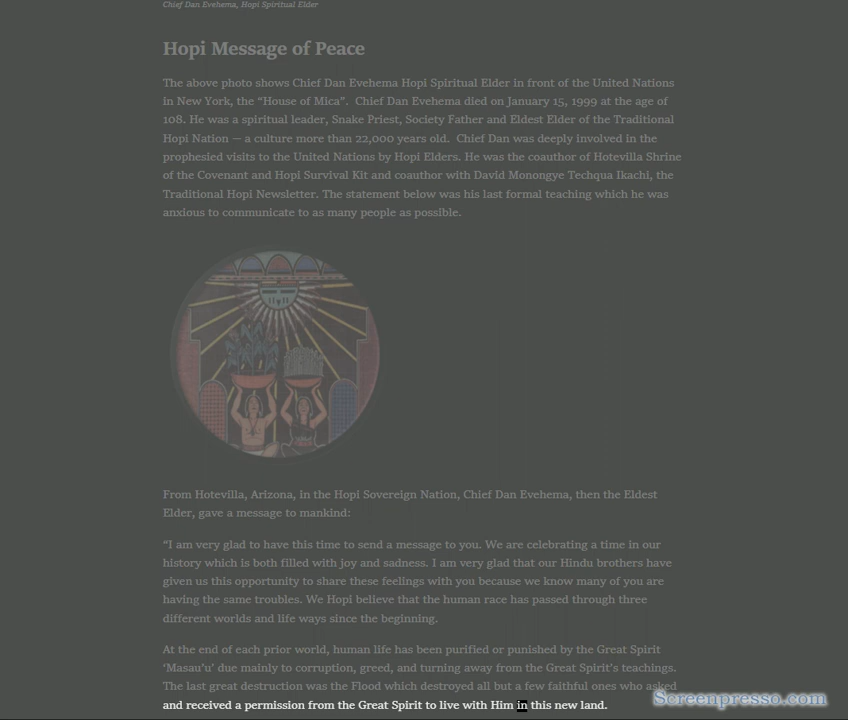 Chief Dan Evehema, Hopi Spiritual Elder
Hopi Message of Peace
The above photo shows Chief Dan Evehema Hopi Spiritual Elder in front of the United Nations
in New York, the “House of Mica”.  Chief Dan Evehema died on January 15, 1999 at the age of
108. He was a spiritual leader, Snake Priest, Society Father and Eldest Elder of the Traditional
Hopi Nation — a culture more than 22,000 years old.  Chief Dan was deeply involved in the
prophesied visits to the United Nations by Hopi Elders. He was the coauthor of Hotevilla Shrine
of the Covenant and Hopi Survival Kit and coauthor with David Monongye Techqua Ikachi, the
Traditional Hopi Newsletter. The statement below was his last formal teaching which he was
anxious to communicate to as many people as possible.
From Hotevilla, Arizona, in the Hopi Sovereign Nation, Chief Dan Evehema, then the Eldest
Elder, gave a message to mankind:
“I am very glad to have this time to send a message to you. We are celebrating a time in our
history which is both filled with joy and sadness. I am very glad that our Hindu brothers have
given us this opportunity to share these feelings with you because we know many of you are
having the same troubles. We Hopi believe that the human race has passed through three
different worlds and life ways since the beginning.
At the end of each prior world, human life has been purified or punished by the Great Spirit
‘Masau’u’ due mainly to corruption, greed, and turning away from the Great Spirit’s teachings.
The last great destruction was the Flood which destroyed all but a few faithful ones who asked
and received a permission from the Great Spirit to live with Him in this new land.
Screenpresso.com